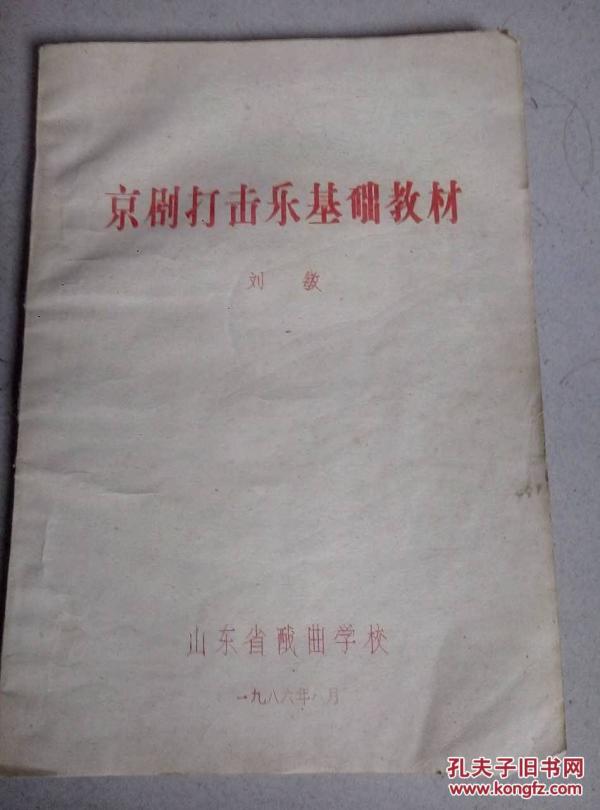 京剧打击乐基础教材
刘 敏
山东省戏曲学校
一九八六年八月
孔夫子旧书网
www.kongfz.com